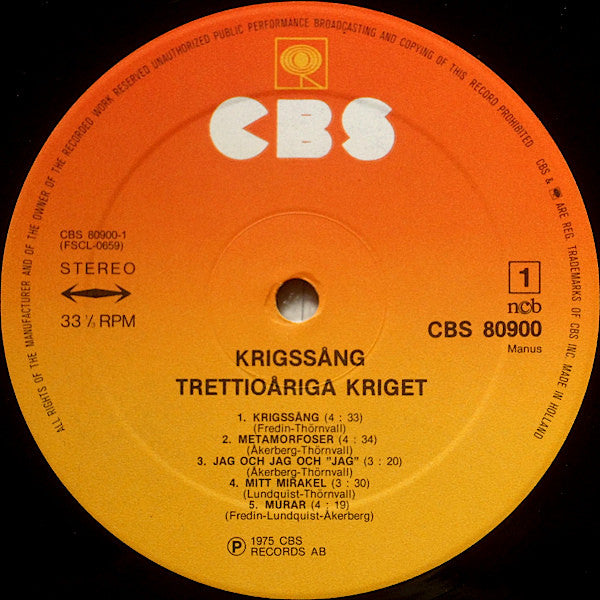 ALL RIGHTS OF THE MANUFACTURER AND OF THE OWNER OF THE RECORDED WORK RESERVED UNAUTHORIZED PUBLIC PERFORMANCE BROADCASTING AND COPYING OF THIS RECORD PROHIBITED CBS & ARE REG. TRADEMARKS OF CBS INC. MADE IN HOLLAND
CBS
CBS 80900-1
(FSCL-0659)
STEREO
33 ⅓ RPM
1
ncb
CBS 80900
Manus
KRIGSSÅNG
TRETTIOÅRIGA KRIGET
1. KRIGSSÅNG (4 : 33)
(Fredin-Thörnvall)
2. METAMORFOSER (4 : 34)
(Åkerberg-Thörnvall)
3. JAG OCH JAG OCH "JAG" (3 : 20)
(Åkerberg-Thörnvall)
4. MITT MIRAKEL (3 : 30)
(Lundquist-Thörnvall)
5. MURAR (4 : 19)
(Fredin-Lundquist-Åkerberg)
Ⓟ 1975 CBS
RECORDS AB